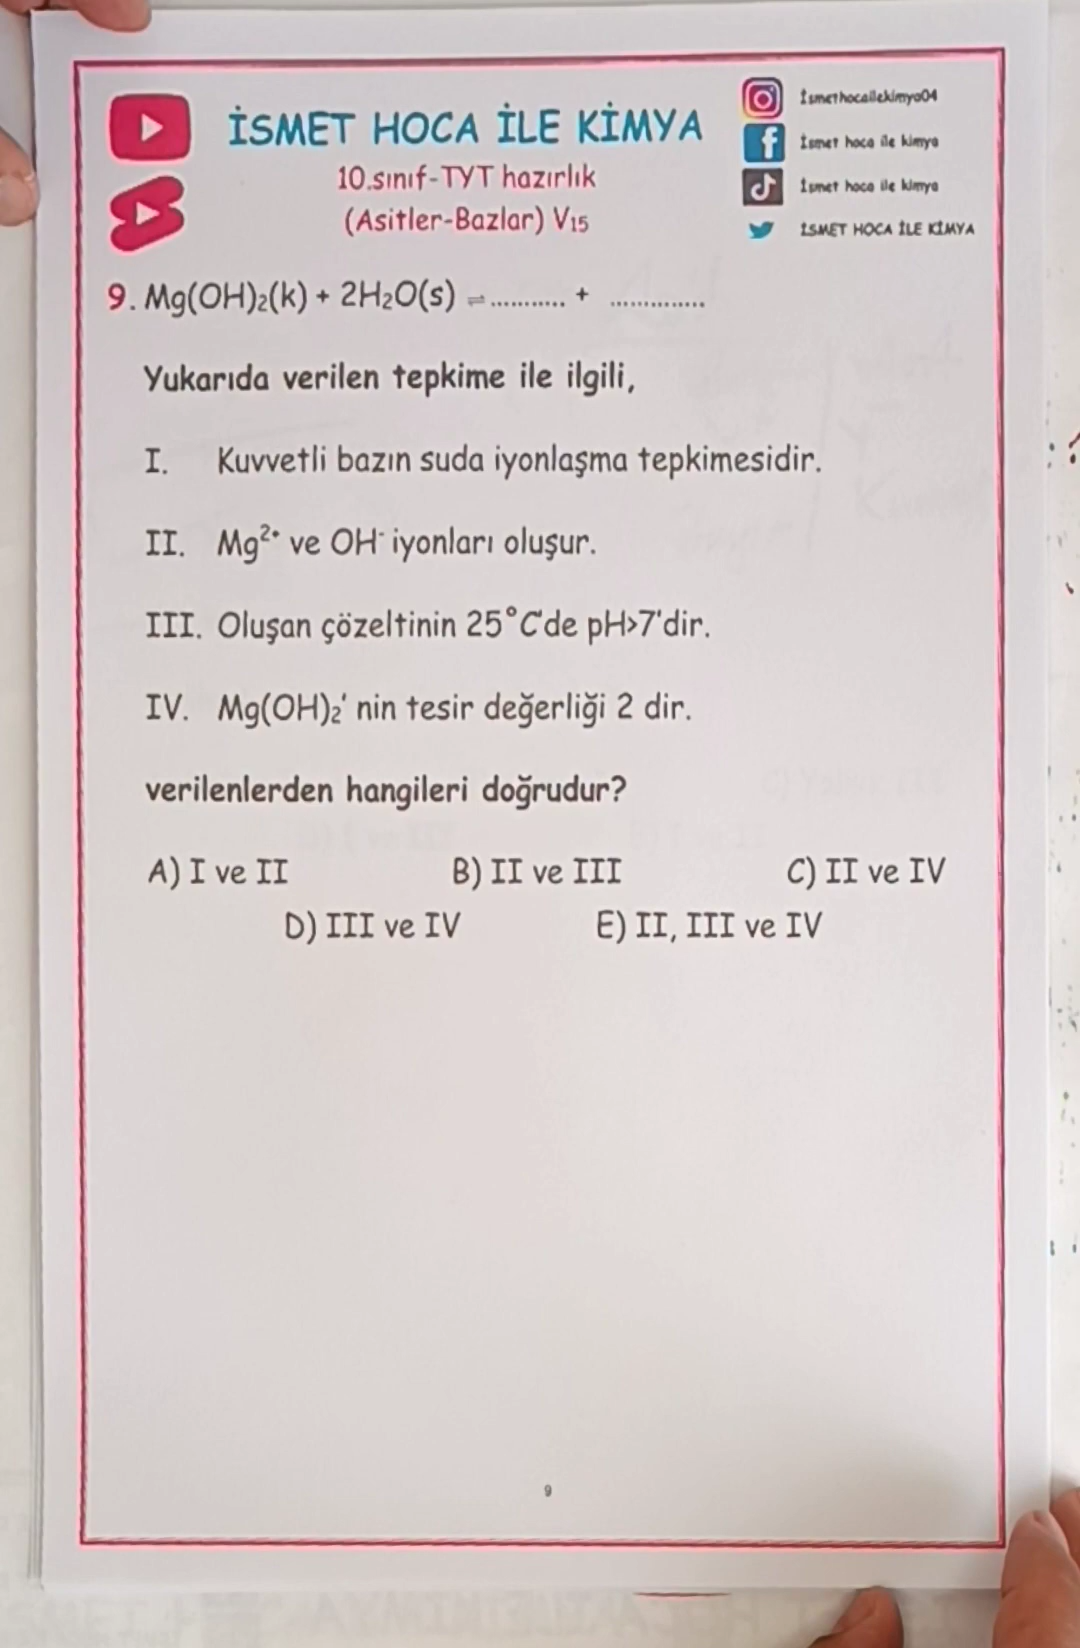 İSMET HOCA İLE KİMYA
10.sınıf-TYT hazırlık
(Asitler-Bazlar) V15
İsmethocailekimya04
İsmet hoca ile kimya
İsmet hoca ile kimya
İSMET HOCA İLE KİMYA
9. Mg(OH)₂(k) + 2H₂O(s) ⇌ ........... + ..............
Yukarıda verilen tepkime ile ilgili,
I. Kuvvetli bazın suda iyonlaşma tepkimesidir.
II. Mg²⁺ ve OH⁻ iyonları oluşur.
III. Oluşan çözeltinin 25°C'de pH>7'dir.
IV. Mg(OH)₂' nin tesir değerliği 2 dir.
verilenlerden hangileri doğrudur?
A) I ve II B) II ve III C) II ve IV
D) III ve IV E) II, III ve IV
9